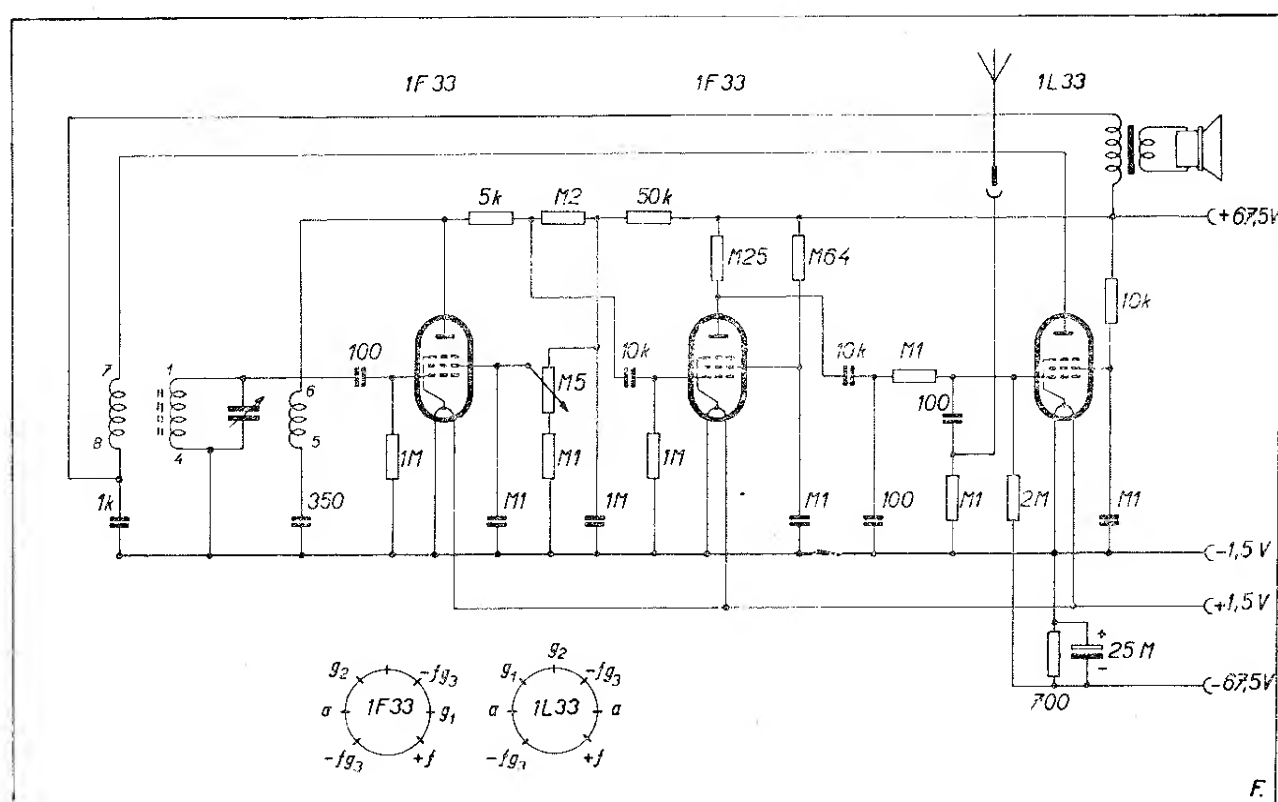 1F33
1F33
1L33
5k
M2
50k
+67,5V
M25
M64
10k
7
1
6
100
10k
10k
M1
M5
100
8
4
5
1k
350
1M
M1
M1
1M
1M
M1
100
M1
2M
M1
-1,5V
+1,5V
+
25M
-
700
-67,5V
g2
-fg3
a
1F33
g1
-fg3
+f
g2
g1
-fg3
a
1L33
a
-fg3
+f
F.